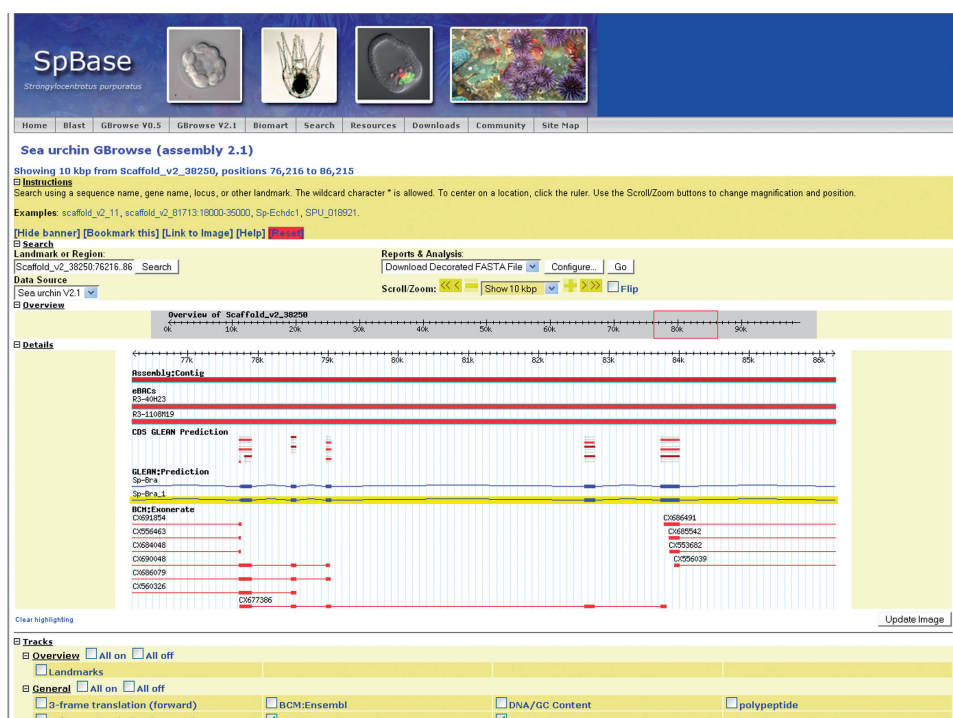 SpBase
Strongylocentrotus purpuratus
Home Blast GBrowse V0.5 GBrowse V2.1 Biomart Search Resources Downloads Community Site Map
Sea urchin GBrowse (assembly 2.1)
Showing 10 kbp from Scaffold_v2_38250, positions 76,216 to 86,215
Instructions
Search using a sequence name, gene name, locus, or other landmark. The wildcard character * is allowed. To center on a location, click the ruler. Use the Scroll/Zoom buttons to change magnification and position.
Examples: scaffold_v2_11, scaffold_v2_81713:18000-35000, Sp-Echdc1, SPU_018921.
[Hide banner] [Bookmark this] [Link to Image] [Help] [Reset]
Search
Landmark or Region: Reports & Analysis:
Scaffold_v2_38250:76216..86 Search Download Decorated FASTA File Configure... Go
Data Source
Sea urchin V2.1 Scroll/Zoom: <<< Show 10 kbp >>> Flip
Overview
Overview of Scaffold_v2_38250
0k 10k 20k 30k 40k 50k 60k 70k 80k 90k
Details
77k 78k 79k 80k 81k 82k 83k 84k 85k 86k
Assembly:Contig
eBACs
R3-40H23
R3-1108M19
CDS GLEAN Prediction
GLEAN:Prediction
Sp-Bra
Sp-Bra_1
BCM:Exonerate
CX691854 CX686491
CX556463 CX685542
CX684048 CX553682
CX690048 CX556039
CX686079
CX560326
CX677386
Clear highlighting Update Image
Tracks
Overview All on All off
Landmarks
General All on All off
3-frame translation (forward) BCM:Ensembl DNA/GC Content polypeptide